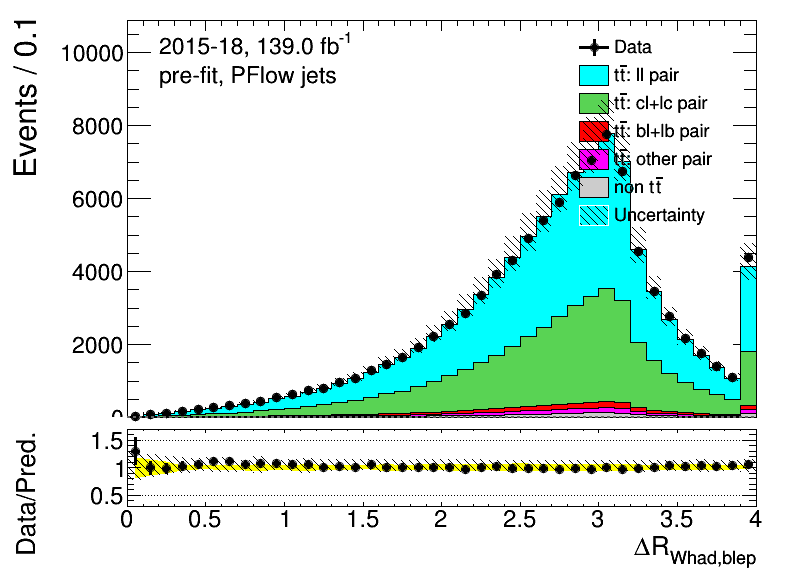 Events / 0.1
10000
8000
6000
4000
2000
0
2015-18, 139.0 fb⁻¹
pre-fit, PFlow jets
Data
tt̄: ll pair
tt̄: cl+lc pair
tt̄: bl+lb pair
tt̄: other pair
non tt̄
Uncertainty
Data/Pred.
1.5
1
0.5
0 0.5 1 1.5 2 2.5 3 3.5 4
ΔR_Whad,blep